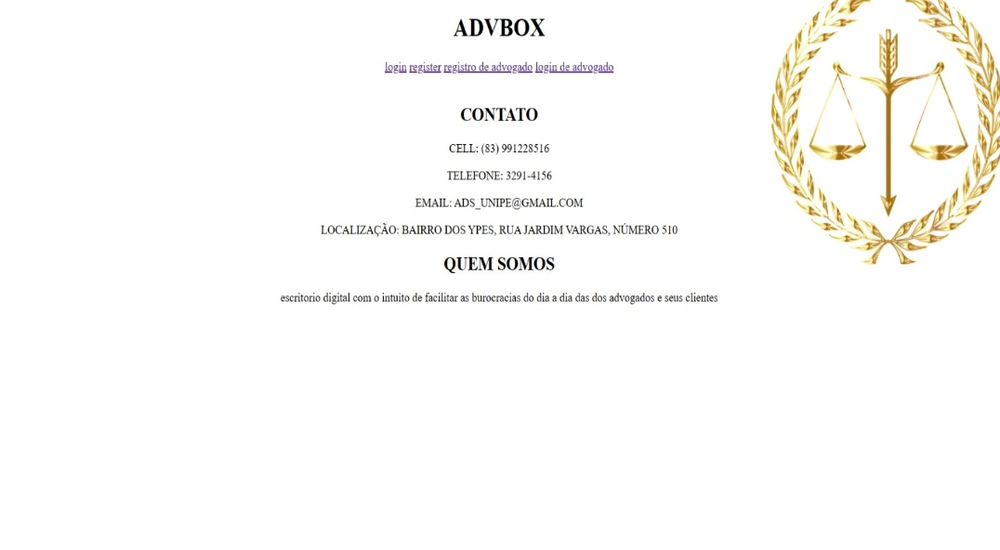 ADVBOX
login register registro de advogado login de advogado
CONTATO
CELL: (83) 991228516
TELEFONE: 3291-4156
EMAIL: ADS_UNIPE@GMAIL.COM
LOCALIZAÇÃO: BAIRRO DOS YPES, RUA JARDIM VARGAS, NÚMERO 510
QUEM SOMOS
escritorio digital com o intuito de facilitar as burocracias do dia a dia das dos advogados e seus clientes